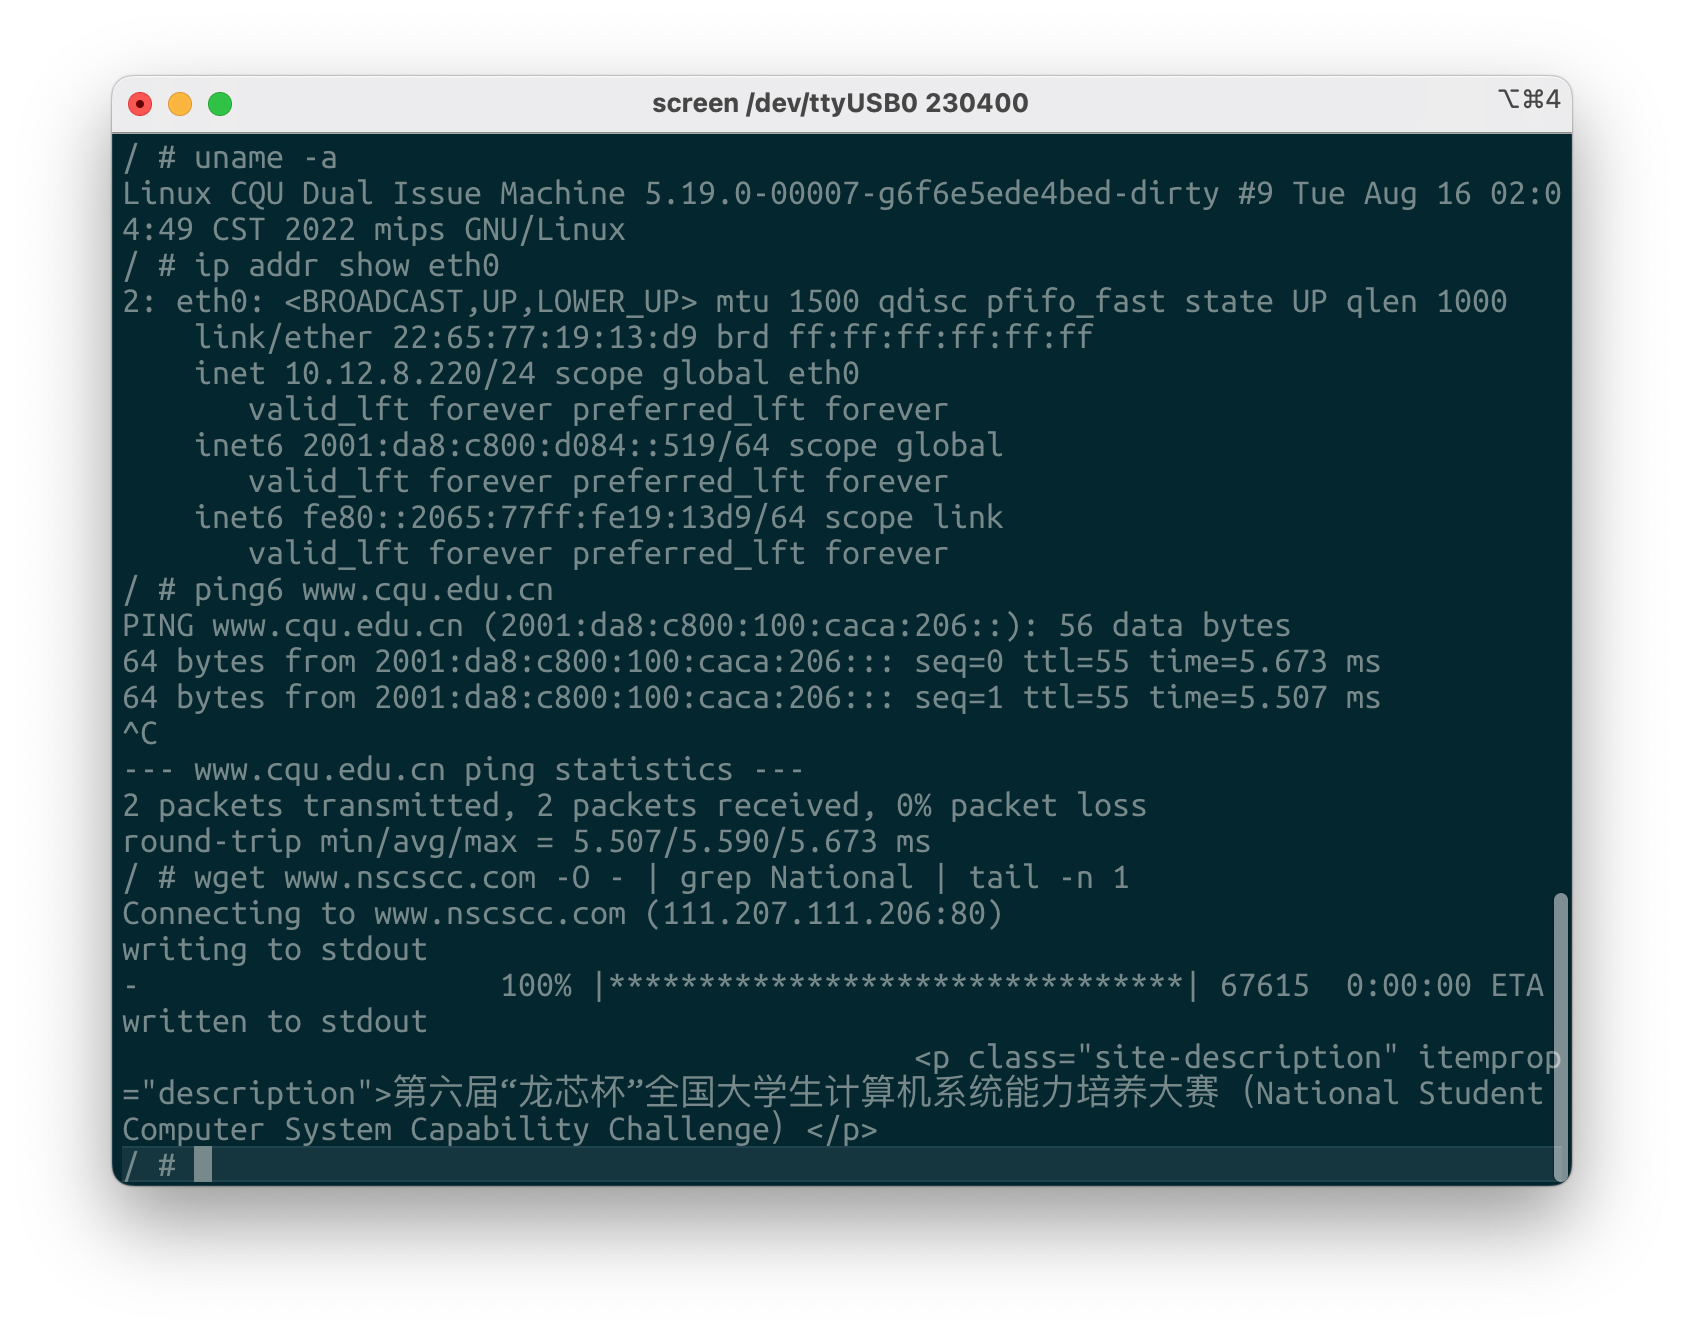 screen /dev/ttyUSB0 230400
⌥⌘4
/ # uname -a
Linux CQU Dual Issue Machine 5.19.0-00007-g6f6e5ede4bed-dirty #9 Tue Aug 16 02:0
4:49 CST 2022 mips GNU/Linux
/ # ip addr show eth0
2: eth0: <BROADCAST,UP,LOWER_UP> mtu 1500 qdisc pfifo_fast state UP qlen 1000
    link/ether 22:65:77:19:13:d9 brd ff:ff:ff:ff:ff:ff
    inet 10.12.8.220/24 scope global eth0
       valid_lft forever preferred_lft forever
    inet6 2001:da8:c800:d084::519/64 scope global
       valid_lft forever preferred_lft forever
    inet6 fe80::2065:77ff:fe19:13d9/64 scope link
       valid_lft forever preferred_lft forever
/ # ping6 www.cqu.edu.cn
PING www.cqu.edu.cn (2001:da8:c800:100:caca:206::): 56 data bytes
64 bytes from 2001:da8:c800:100:caca:206::: seq=0 ttl=55 time=5.673 ms
64 bytes from 2001:da8:c800:100:caca:206::: seq=1 ttl=55 time=5.507 ms
^C
--- www.cqu.edu.cn ping statistics ---
2 packets transmitted, 2 packets received, 0% packet loss
round-trip min/avg/max = 5.507/5.590/5.673 ms
/ # wget www.nscscc.com -O - | grep National | tail -n 1
Connecting to www.nscscc.com (111.207.111.206:80)
writing to stdout
-                    100% |********************************| 67615  0:00:00 ETA
written to stdout
                                            <p class="site-description" itemprop
="description">第六届“龙芯杯”全国大学生计算机系统能力培养大赛（National Student
Computer System Capability Challenge）</p>
/ #